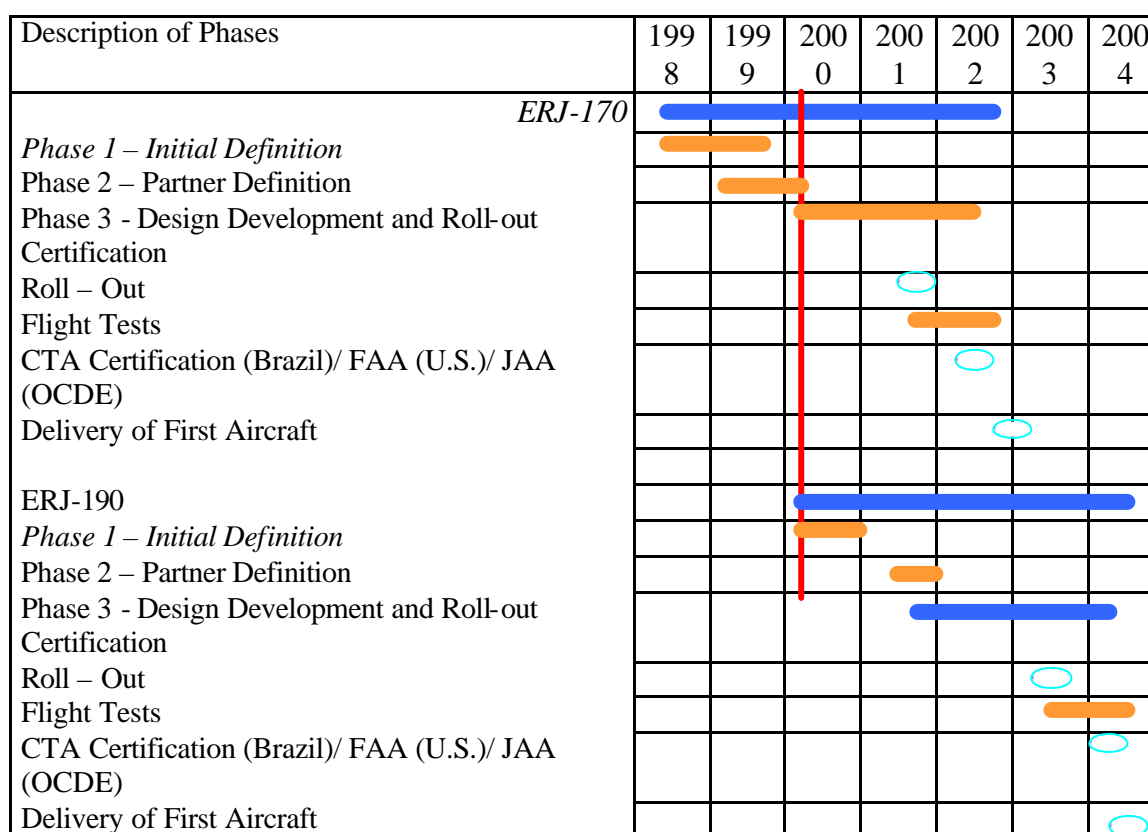 Description of Phases
199 199 200 200 200 200 200
8 9 0 1 2 3 4
ERJ-170
Phase 1 – Initial Definition
Phase 2 – Partner Definition
Phase 3 - Design Development and Roll-out
Certification
Roll – Out
Flight Tests
CTA Certification (Brazil)/ FAA (U.S.)/ JAA
(OCDE)
Delivery of First Aircraft
ERJ-190
Phase 1 – Initial Definition
Phase 2 – Partner Definition
Phase 3 - Design Development and Roll-out
Certification
Roll – Out
Flight Tests
CTA Certification (Brazil)/ FAA (U.S.)/ JAA
(OCDE)
Delivery of First Aircraft